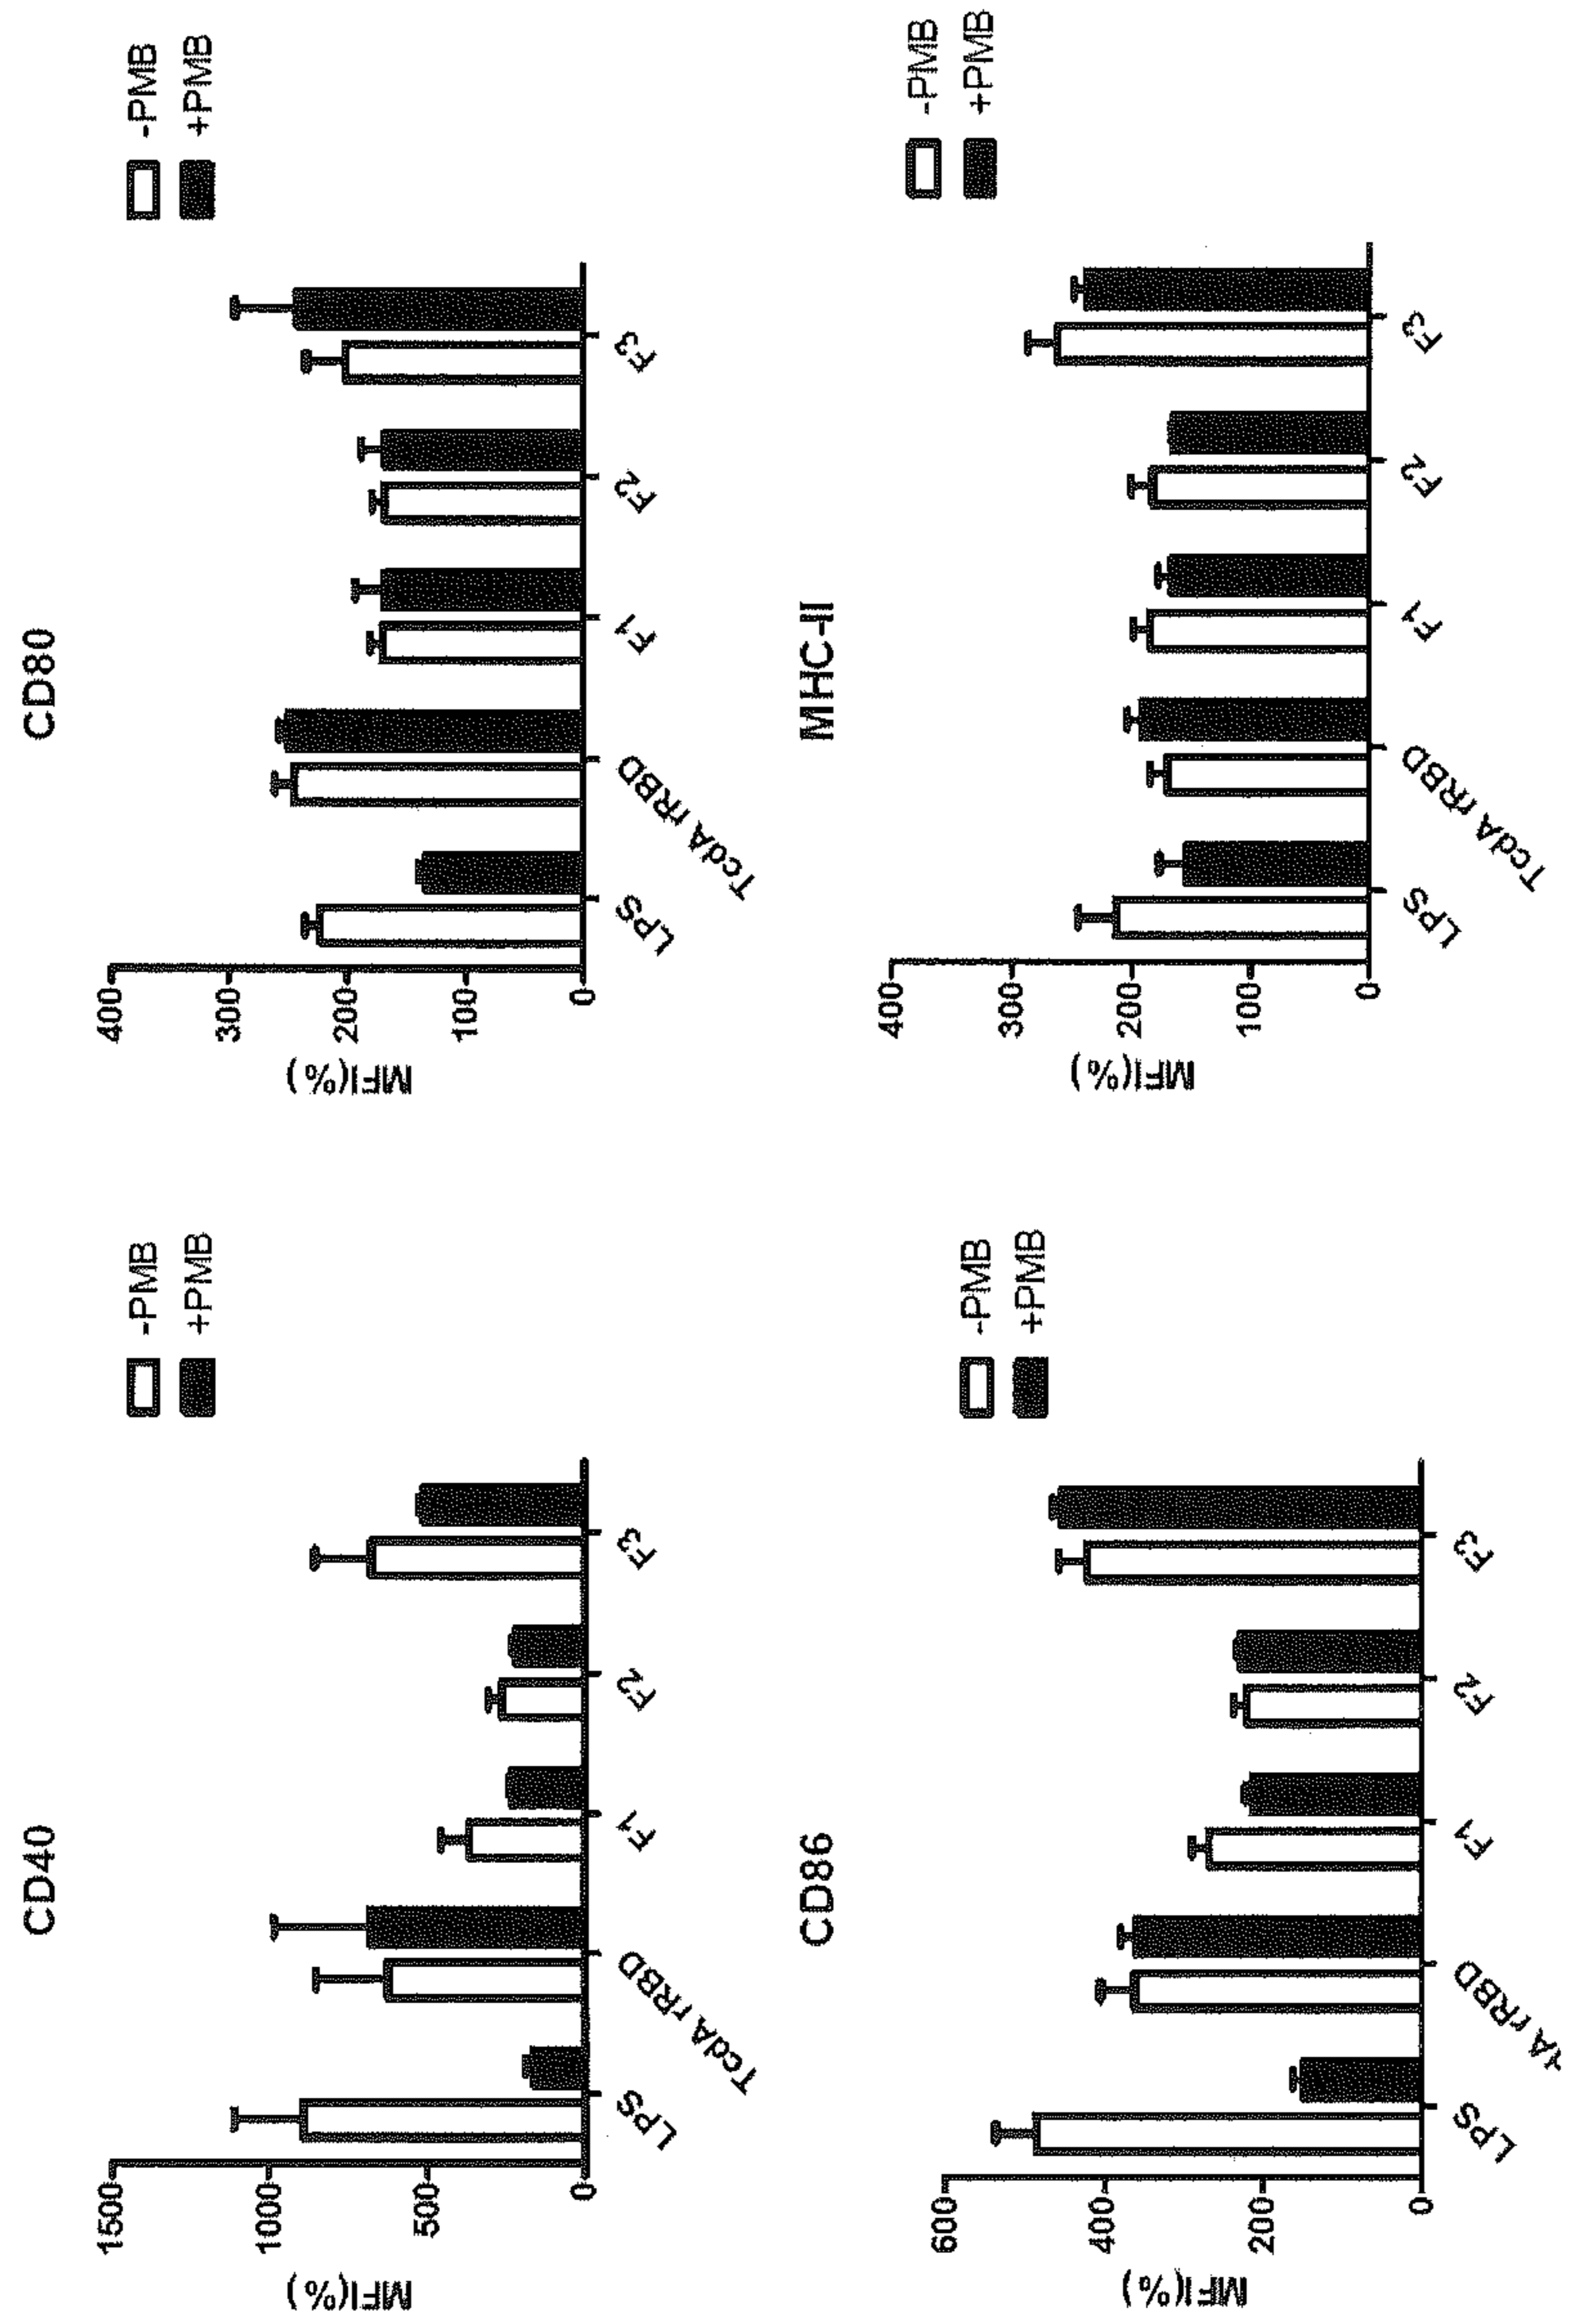 CD40
-PMB
+PMB
MFI(%)
1500
1000
500
0
LPS
TcdA rRBD
F1
F2
F3
CD80
-PMB
+PMB
MFI(%)
400
300
200
100
0
LPS
TcdA rRBD
F1
F2
F3
CD86
-PMB
+PMB
MFI(%)
600
400
200
0
LPS
A rRBD
F1
F2
F3
MHC-II
-PMB
+PMB
MFI(%)
400
300
200
100
0
LPS
TcdA rRBD
F1
F2
F3